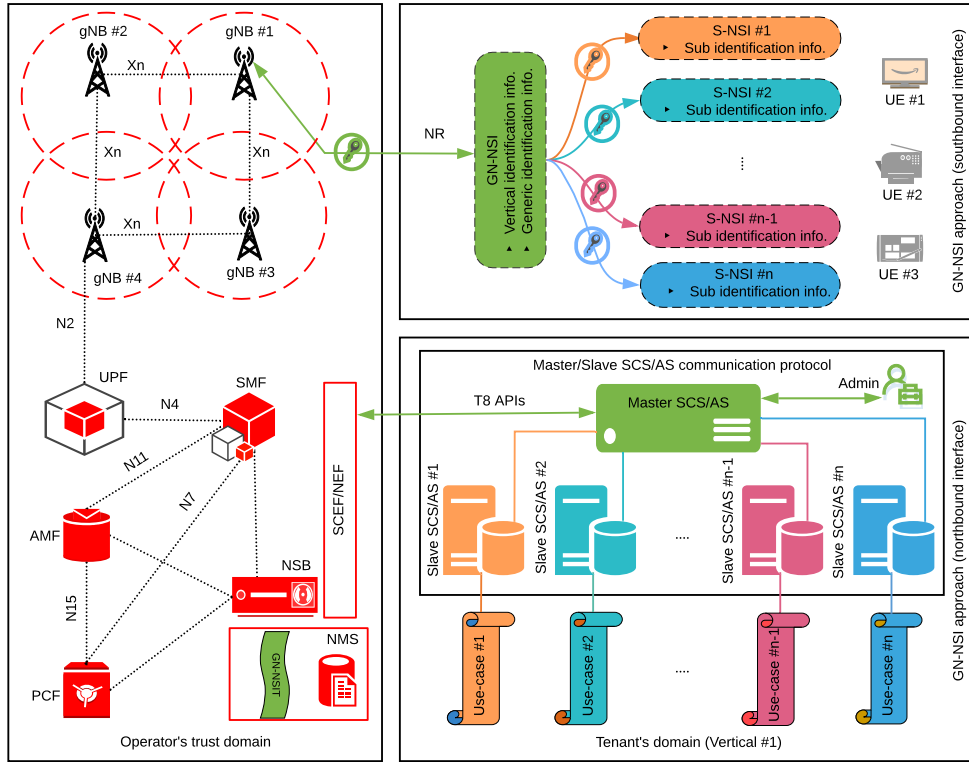 gNB #2
gNB #1
Xn
Xn
Xn
Xn
gNB #4
gNB #3
N2
UPF
SMF
N4
N11
N7
AMF
NSB
N15
PCF
SCEF/NEF
NMS
GN-NSIT
Operator's trust domain
NR
GN-NSI
‣ Vertical identification info.
‣ Generic identification info.
S-NSI #1
‣ Sub identification info.
S-NSI #2
‣ Sub identification info.
....
S-NSI #n-1
‣ Sub identification info.
S-NSI #n
‣ Sub identification info.
UE #1
UE #2
UE #3
GN-NSI approach (southbound interface)
Master/Slave SCS/AS communication protocol
T8 APIs
Master SCS/AS
Admin
Slave SCS/AS #1
Slave SCS/AS #2
....
Slave SCS/AS #n-1
Slave SCS/AS #n
Use-case #1
Use-case #2
....
Use-case #n-1
Use-case #n
Tenant's domain (Vertical #1)
GN-NSI approach (northbound interface)